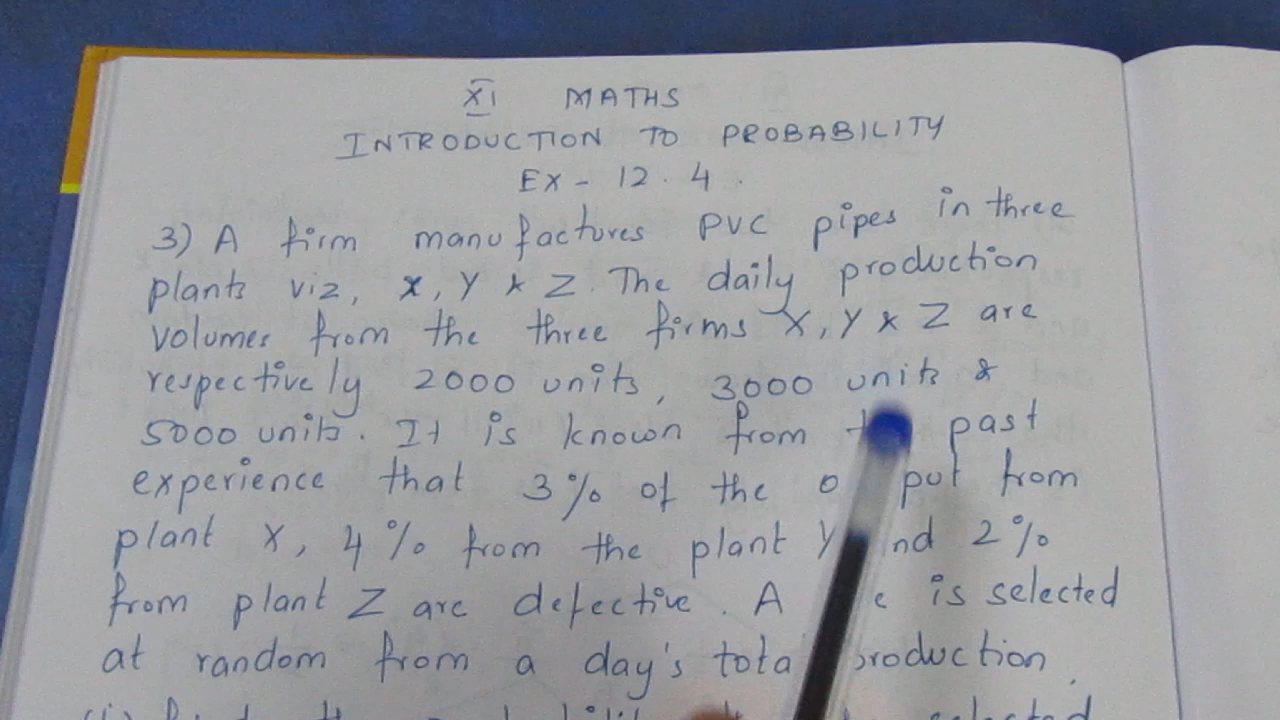 XI MATHS
INTRODUCTION TO PROBABILITY
EX - 12.4.
3) A firm manufactures PVC pipes in three
plants viz, X, Y & Z. The daily production
volumes from the three firms X, Y & Z are
respectively 2000 units, 3000 units &
5000 units. It is known from past
experience that 3% of the put from
plant X, 4% from the plant Y nd 2%
from plant Z are defective. A e is selected
at random from a day's tota production.
selected